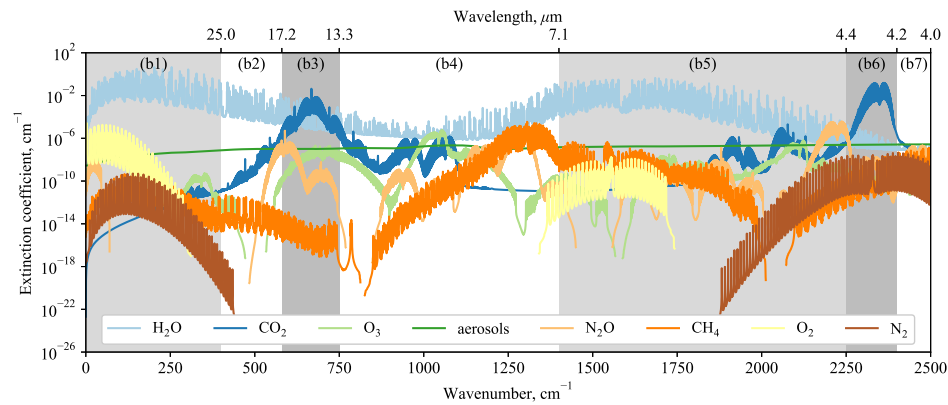 Wavelength, μm
25.0 17.2 13.3 7.1 4.4 4.2 4.0
(b1) (b2) (b3) (b4) (b5) (b6) (b7)
10²
10⁻²
10⁻⁶
10⁻¹⁰
10⁻¹⁴
10⁻¹⁸
10⁻²²
10⁻²⁶
Extinction coefficient, cm⁻¹
H₂O CO₂ O₃ aerosols N₂O CH₄ O₂ N₂
0 250 500 750 1000 1250 1500 1750 2000 2250 2500
Wavenumber, cm⁻¹